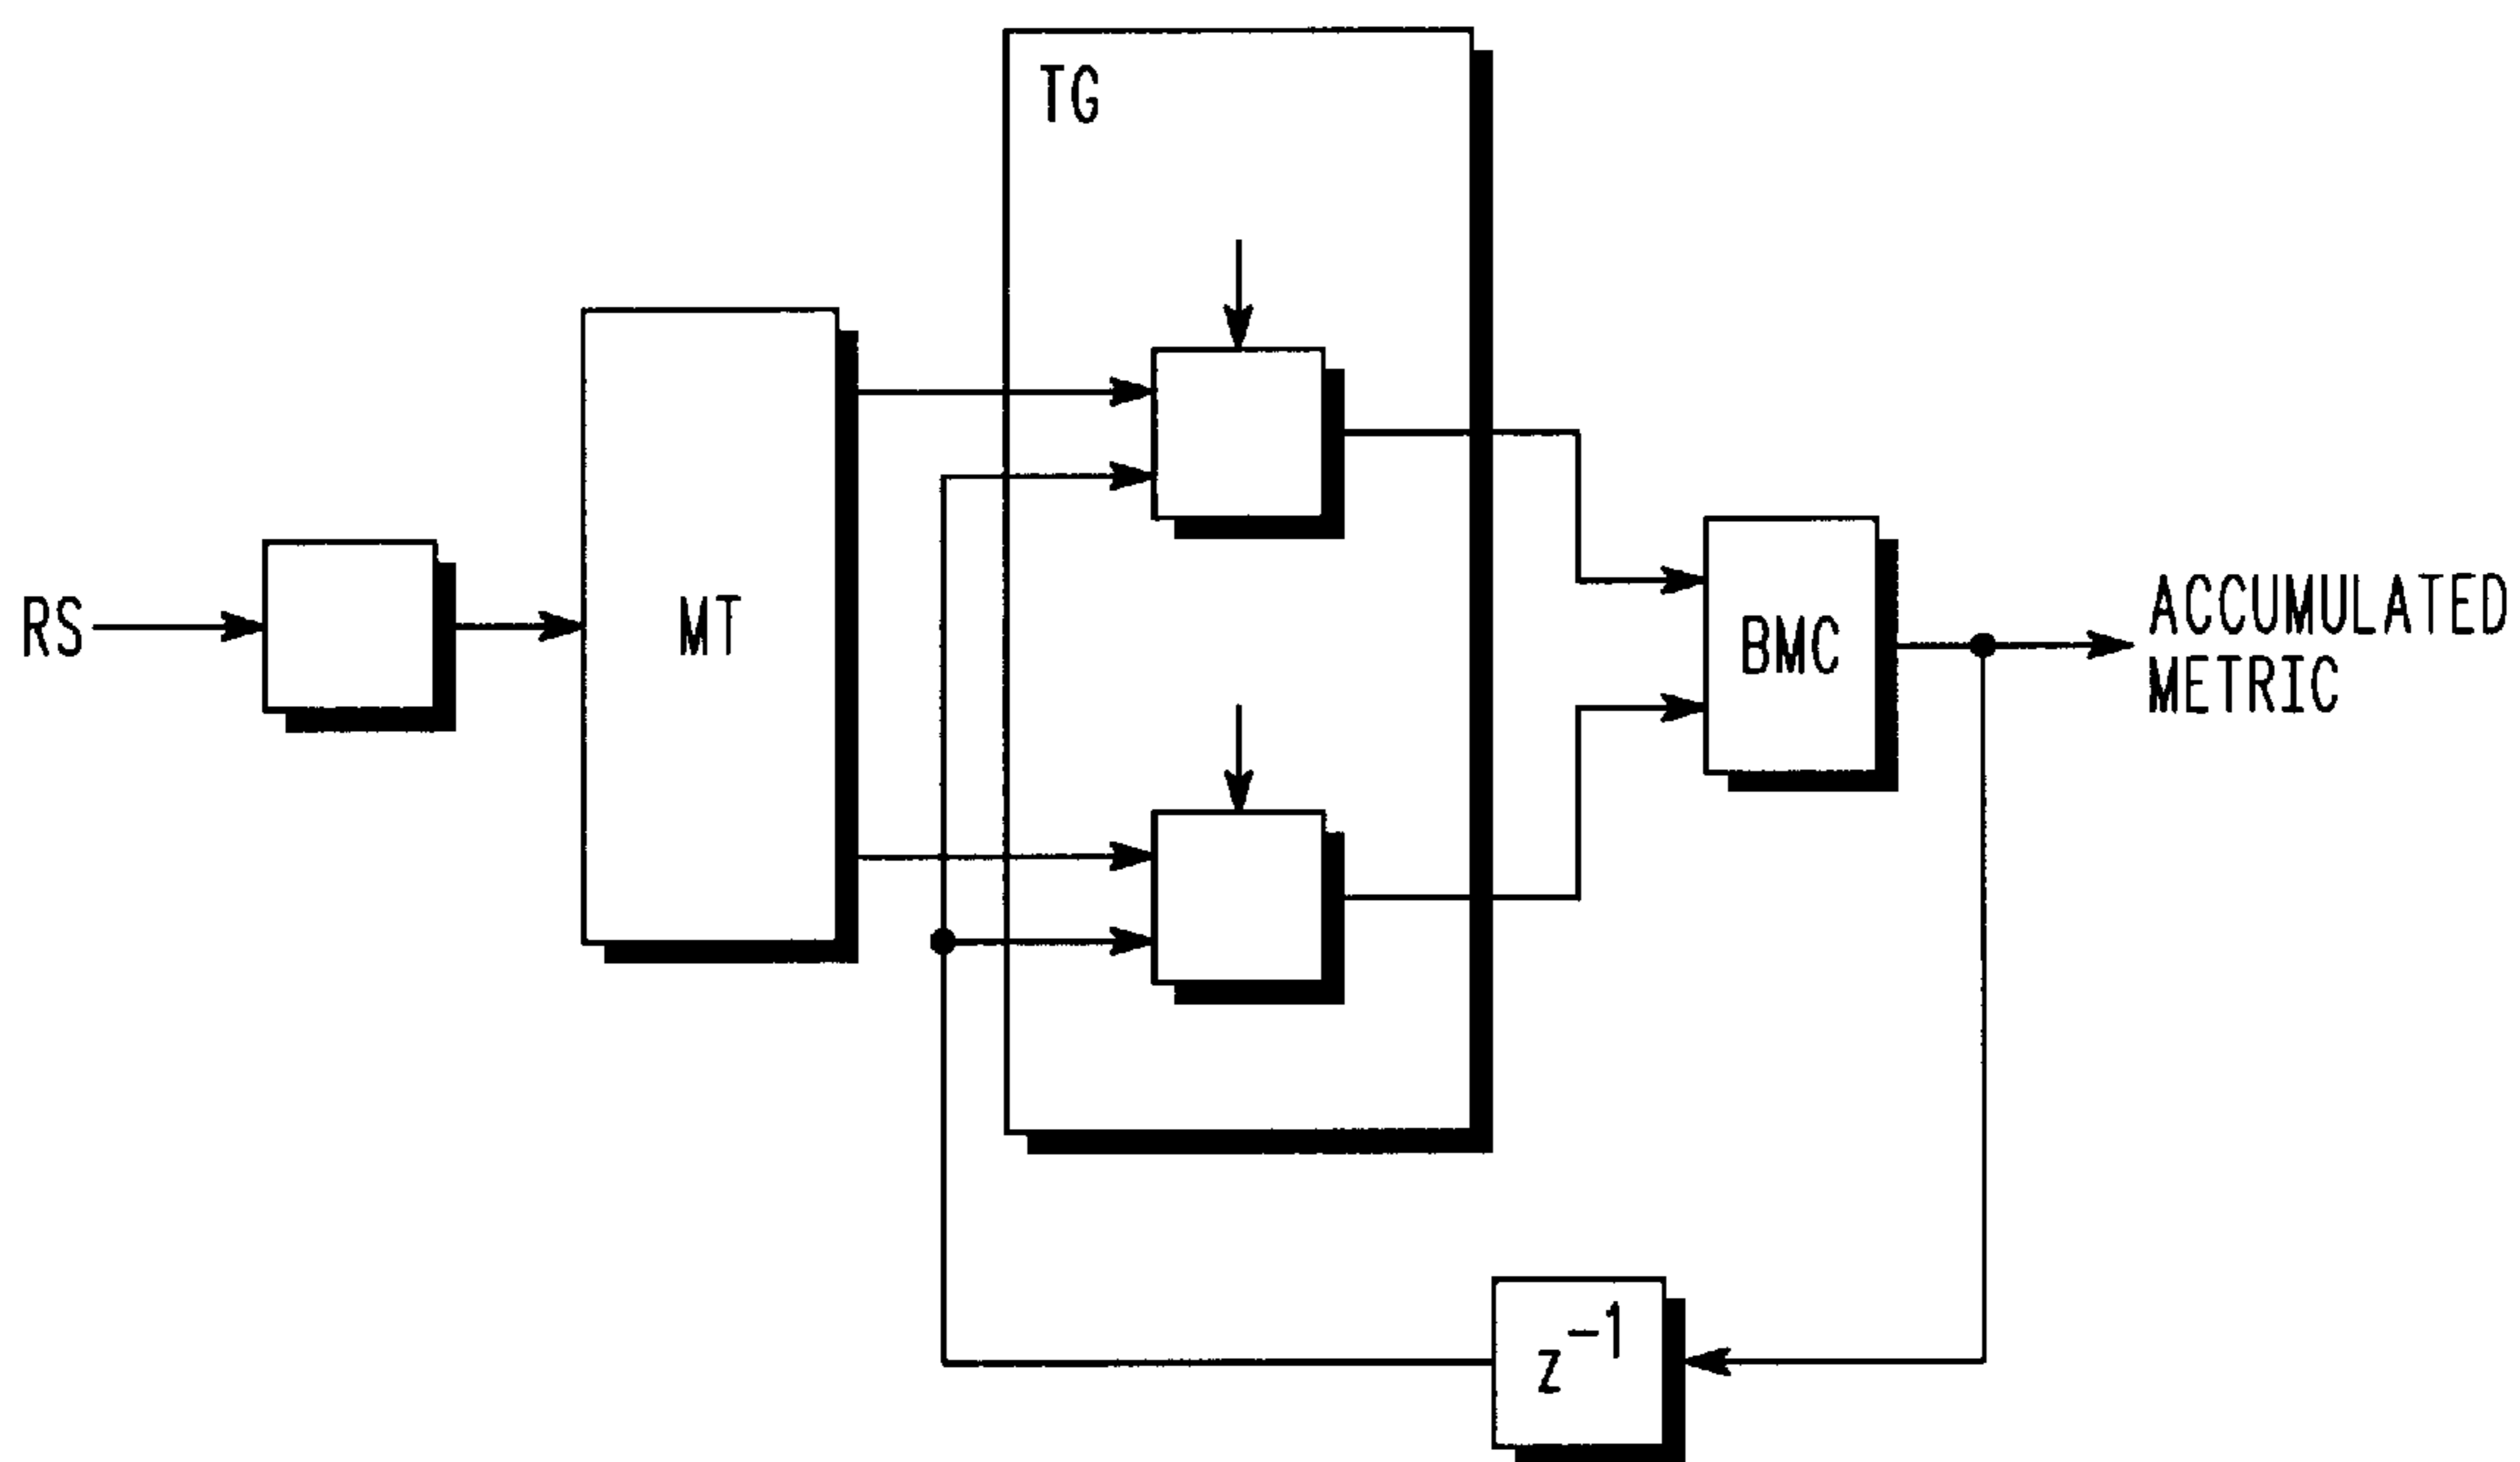 TG
RS
MT
BMC
ACCUMULATED
METRIC
z⁻¹